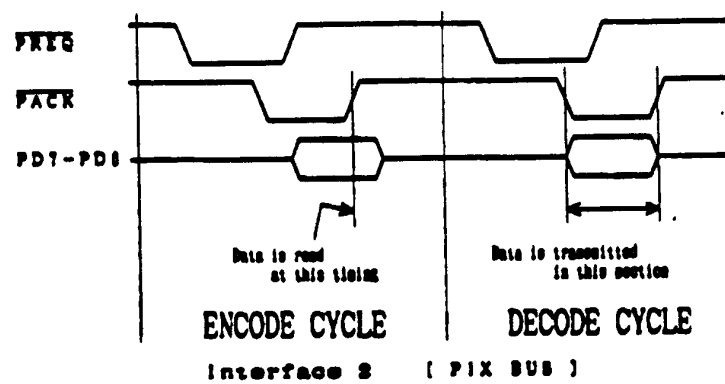 PREQ
PACK
PD7-PD0
Data is read
at this timing
Data is transmitted
in this section
ENCODE CYCLE
DECODE CYCLE
Interface 2 [ PIX BUS ]